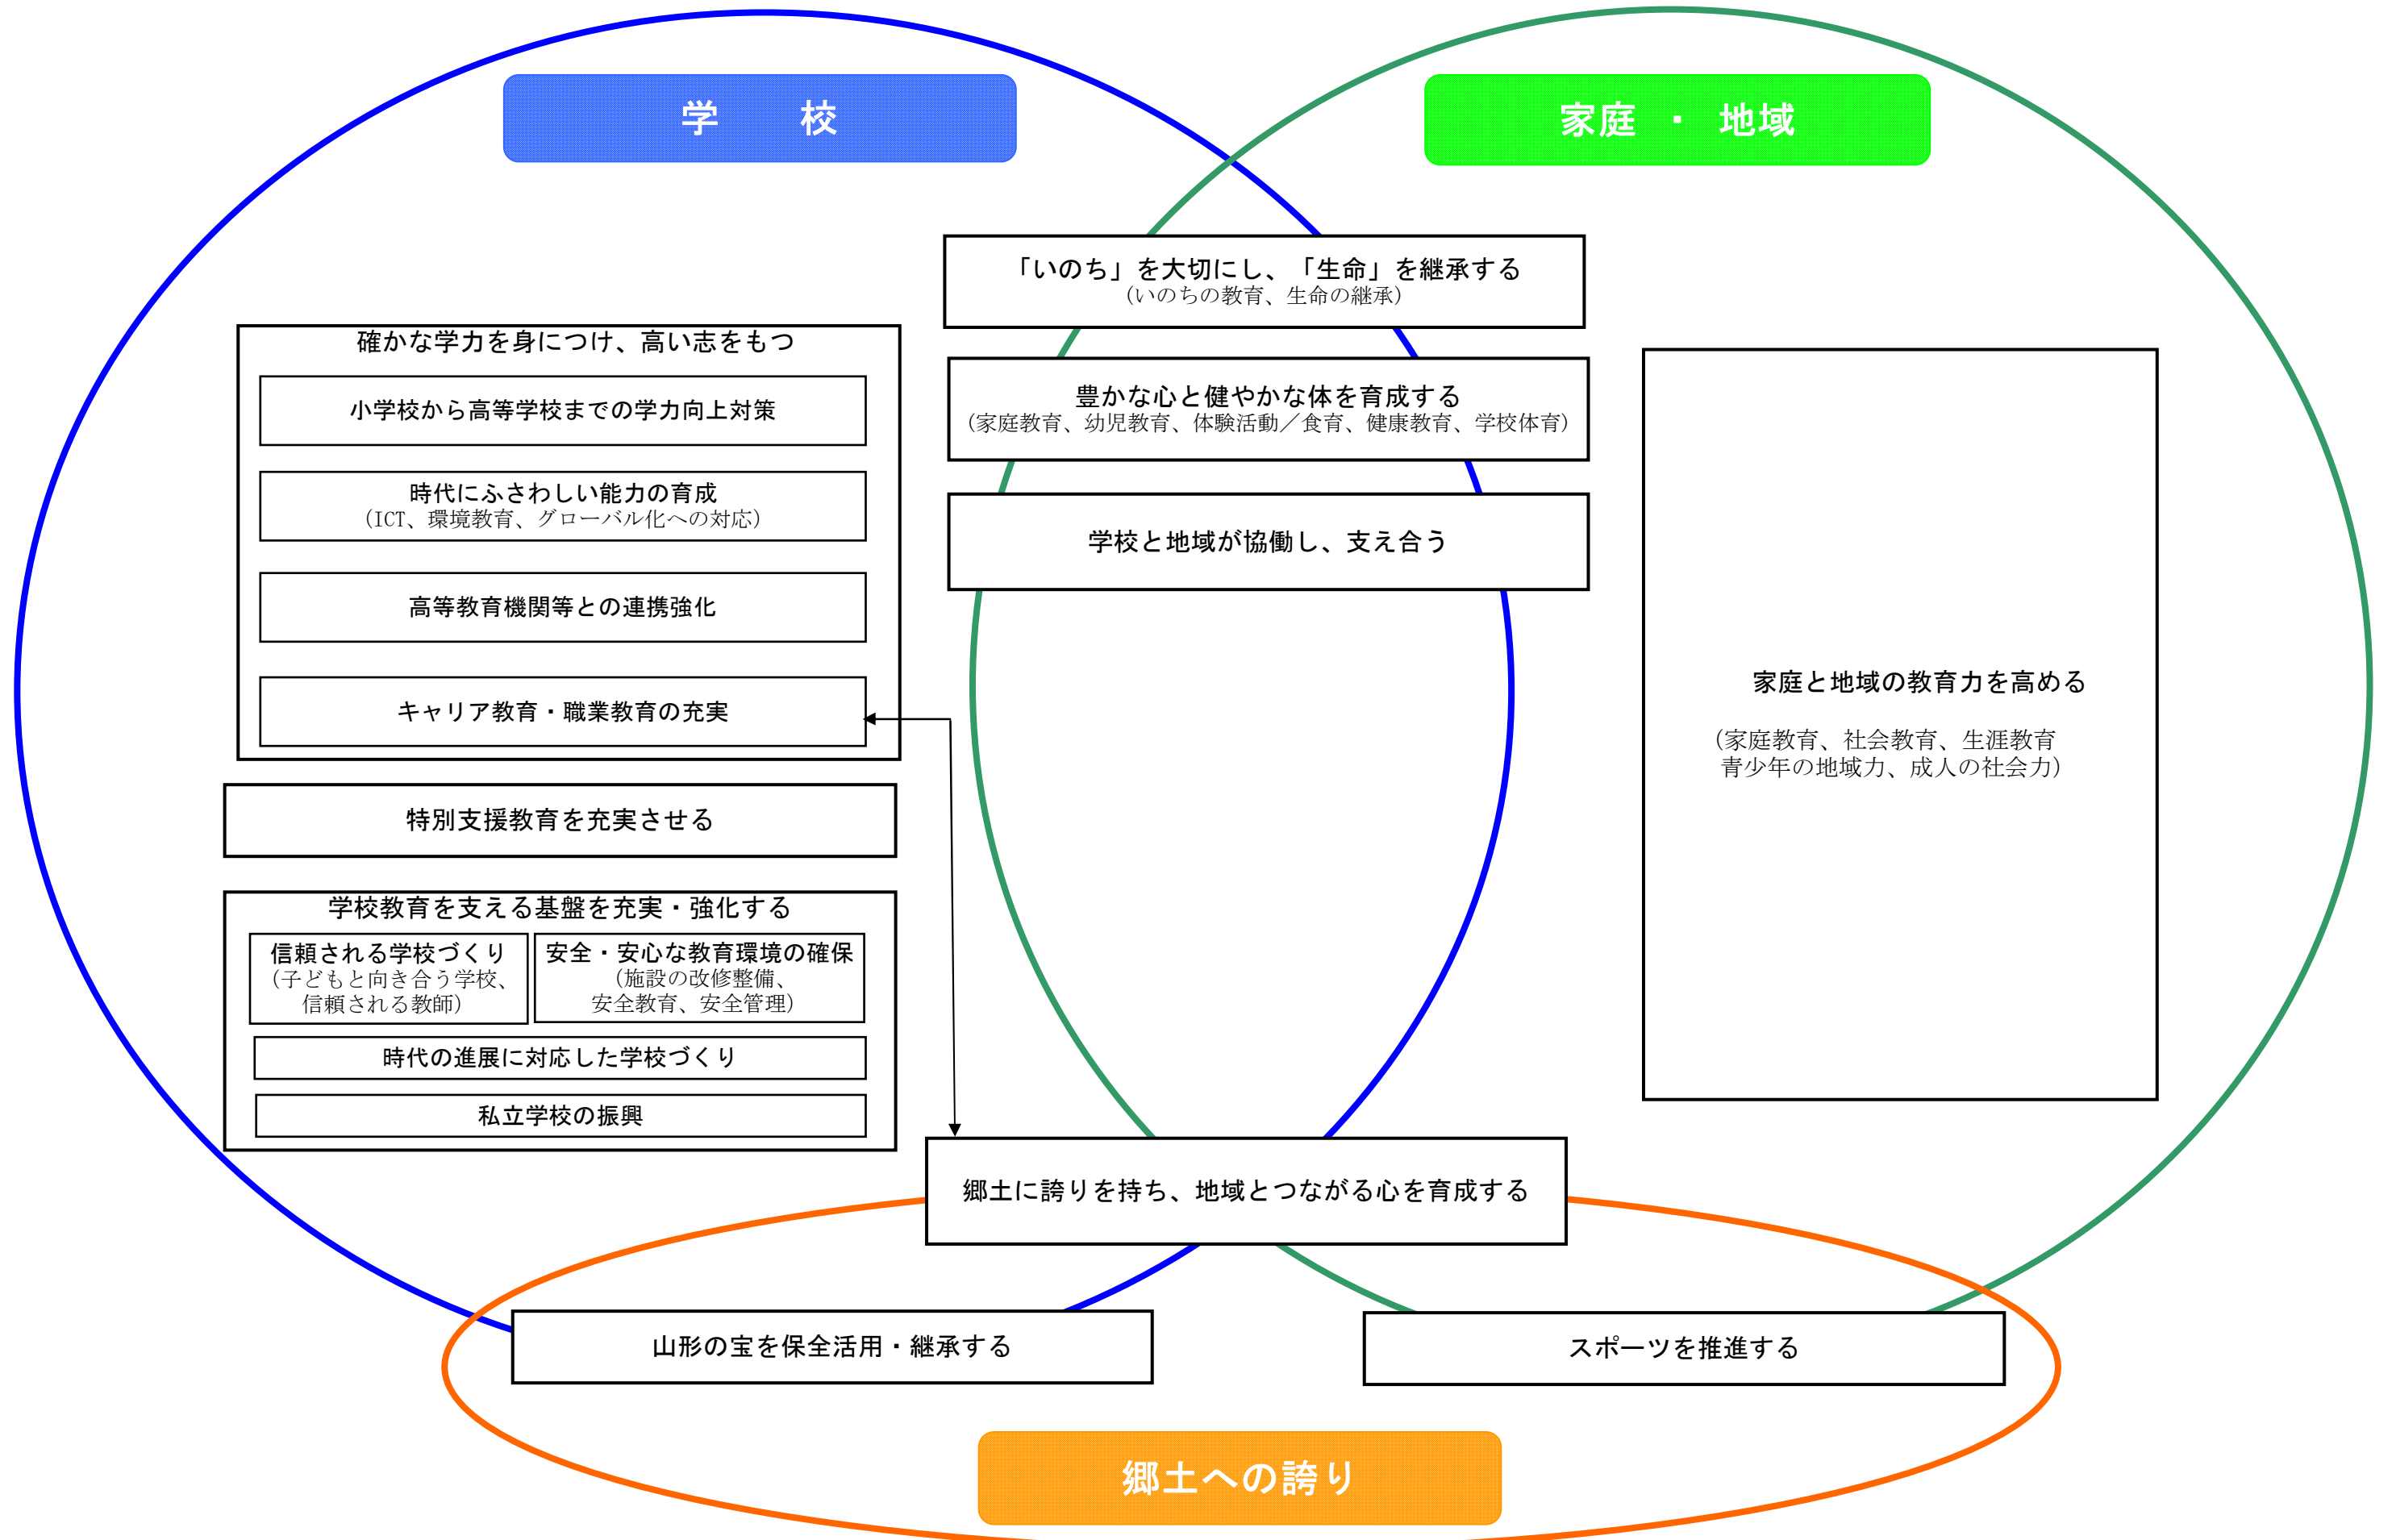 学　校
家庭 ・ 地域
「いのち」を大切にし、「生命」を継承する
（いのちの教育、生命の継承）
豊かな心と健やかな体を育成する
（家庭教育、幼児教育、体験活動／食育、健康教育、学校体育）
学校と地域が協働し、支え合う
確かな学力を身につけ、高い志をもつ
小学校から高等学校までの学力向上対策
時代にふさわしい能力の育成
（ICT、環境教育、グローバル化への対応）
高等教育機関等との連携強化
キャリア教育・職業教育の充実
特別支援教育を充実させる
学校教育を支える基盤を充実・強化する
信頼される学校づくり
（子どもと向き合う学校、
信頼される教師）
安全・安心な教育環境の確保
（施設の改修整備、
安全教育、安全管理）
時代の進展に対応した学校づくり
私立学校の振興
家庭と地域の教育力を高める
（家庭教育、社会教育、生涯教育
青少年の地域力、成人の社会力）
郷土に誇りを持ち、地域とつながる心を育成する
山形の宝を保全活用・継承する
スポーツを推進する
郷土への誇り